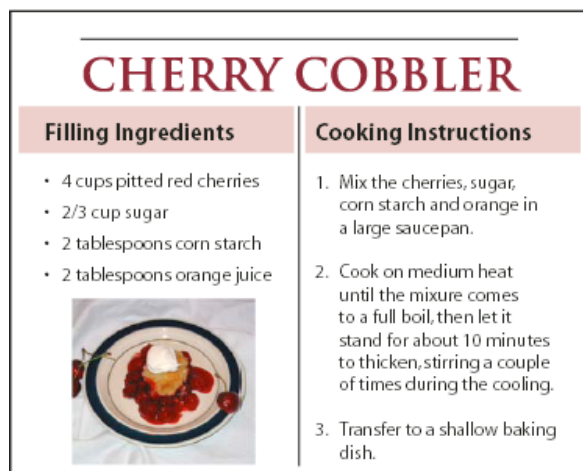 CHERRY COBBLER
Filling Ingredients
• 4 cups pitted red cherries
• 2/3 cup sugar
• 2 tablespoons corn starch
• 2 tablespoons orange juice
Cooking Instructions
1. Mix the cherries, sugar,
corn starch and orange in
a large saucepan.
2. Cook on medium heat
until the mixure comes
to a full boil, then let it
stand for about 10 minutes
to thicken, stirring a couple
of times during the cooling.
3. Transfer to a shallow baking
dish.